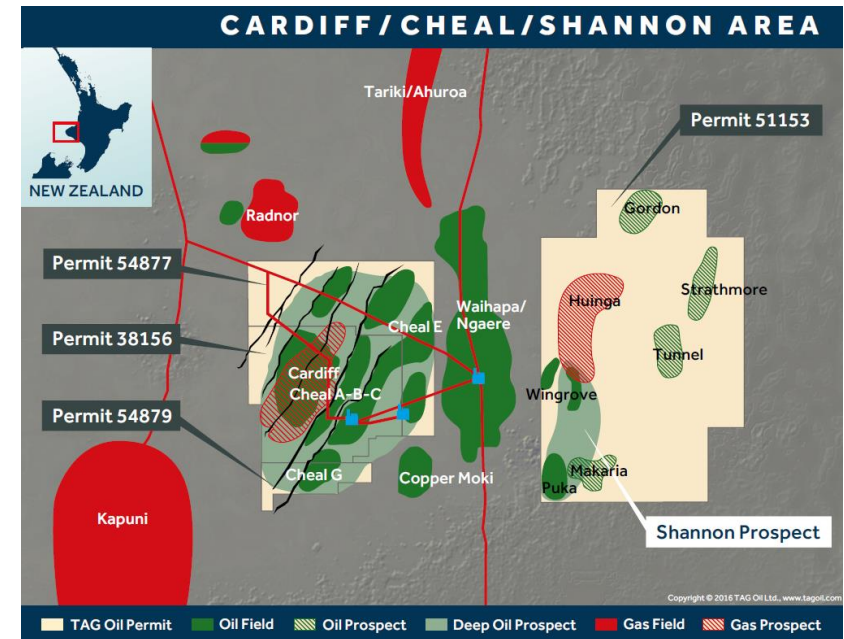 CARDIFF/CHEAL/SHANNON AREA
NEW ZEALAND
Tariki/Ahuroa
Permit 51153
Radnor
Gordon
Permit 54877
Strathmore
Huinga
Waihapa/
Ngaere
Cheal E
Permit 38156
Tunnel
Cardiff
Cheal A-B-C
Wingrove
Permit 54879
Cheal G
Copper Moki
Makaria
Puka
Kapuni
Shannon Prospect
Copyright © 2016 TAG Oil Ltd., www.tagoil.com
TAG Oil Permit
Oil Field
Oil Prospect
Deep Oil Prospect
Gas Field
Gas Prospect